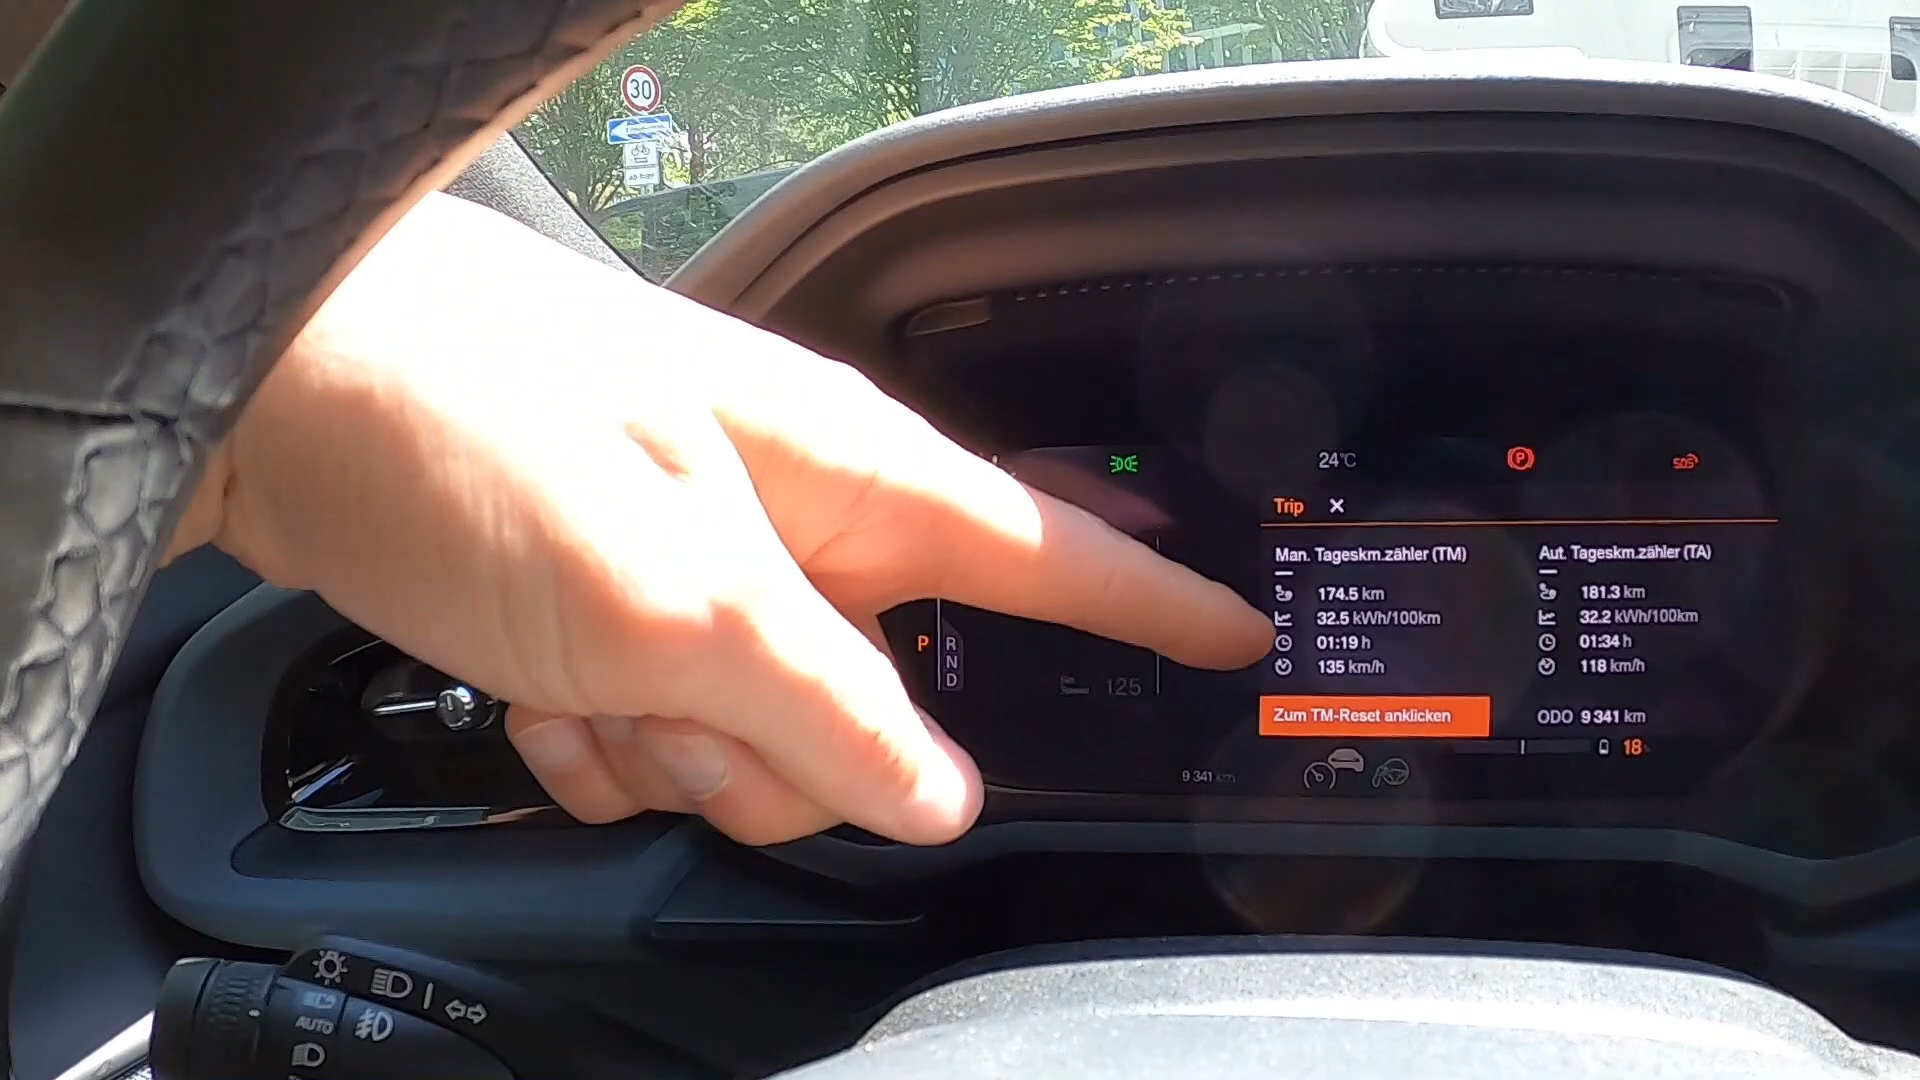 30
24°C
P
SOS
Trip X
Man. Tageskm.zähler (TM)
174.5 km
32.5 kWh/100km
01:19 h
135 km/h
Zum TM-Reset anklicken
Aut. Tageskm.zähler (TA)
181.3 km
32.2 kWh/100km
01:34 h
118 km/h
ODO 9 341 km
18
P
R
N
D
125
9 341 km
AUTO